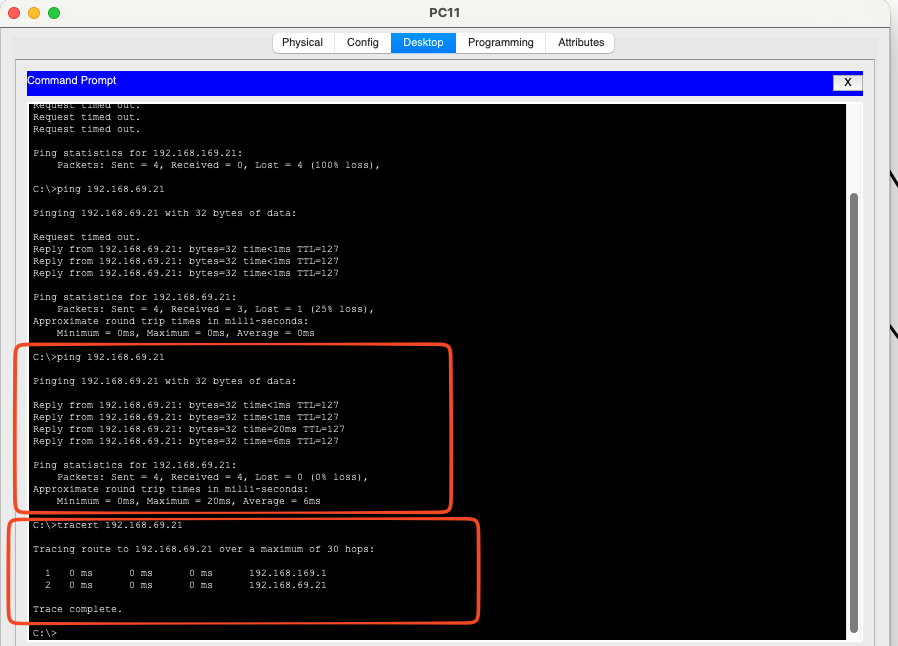 PC11
Physical Config Desktop Programming Attributes
Command Prompt
X
Request timed out.
Request timed out.
Request timed out.
Ping statistics for 192.168.169.21:
Packets: Sent = 4, Received = 0, Lost = 4 (100% loss),
C:\>ping 192.168.69.21
Pinging 192.168.69.21 with 32 bytes of data:
Request timed out.
Reply from 192.168.69.21: bytes=32 time<1ms TTL=127
Reply from 192.168.69.21: bytes=32 time<1ms TTL=127
Reply from 192.168.69.21: bytes=32 time<1ms TTL=127
Ping statistics for 192.168.69.21:
Packets: Sent = 4, Received = 3, Lost = 1 (25% loss),
Approximate round trip times in milli-seconds:
Minimum = 0ms, Maximum = 0ms, Average = 0ms
C:\>ping 192.168.69.21
Pinging 192.168.69.21 with 32 bytes of data:
Reply from 192.168.69.21: bytes=32 time<1ms TTL=127
Reply from 192.168.69.21: bytes=32 time<1ms TTL=127
Reply from 192.168.69.21: bytes=32 time=20ms TTL=127
Reply from 192.168.69.21: bytes=32 time=6ms TTL=127
Ping statistics for 192.168.69.21:
Packets: Sent = 4, Received = 4, Lost = 0 (0% loss),
Approximate round trip times in milli-seconds:
Minimum = 0ms, Maximum = 20ms, Average = 6ms
C:\>tracert 192.168.69.21
Tracing route to 192.168.69.21 over a maximum of 30 hops:
1 0 ms 0 ms 0 ms 192.168.169.1
2 0 ms 0 ms 0 ms 192.168.69.21
Trace complete.
C:\>